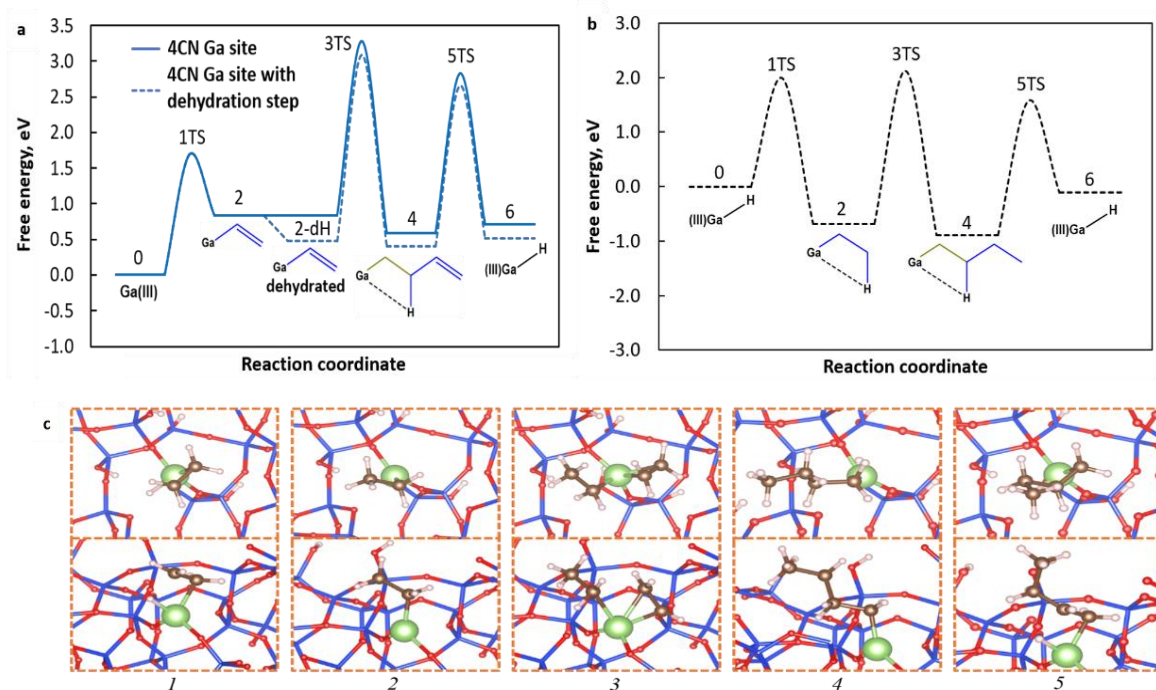 a
3.5
3.0
2.5
2.0
1.5
1.0
0.5
0.0
-0.5
-1.0
Free energy, eV
Reaction coordinate
4CN Ga site
4CN Ga site with
dehydration step
0
Ga(III)
1TS
2
Ga
2-dH
Ga
dehydrated
3TS
4
Ga
H
5TS
6
H
(III)Ga
b
3.0
2.0
1.0
0.0
-1.0
-2.0
-3.0
Free energy, eV
Reaction coordinate
0
H
(III)Ga
1TS
2
Ga
H
3TS
4
Ga
H
5TS
6
H
(III)Ga
c
1
2
3
4
5